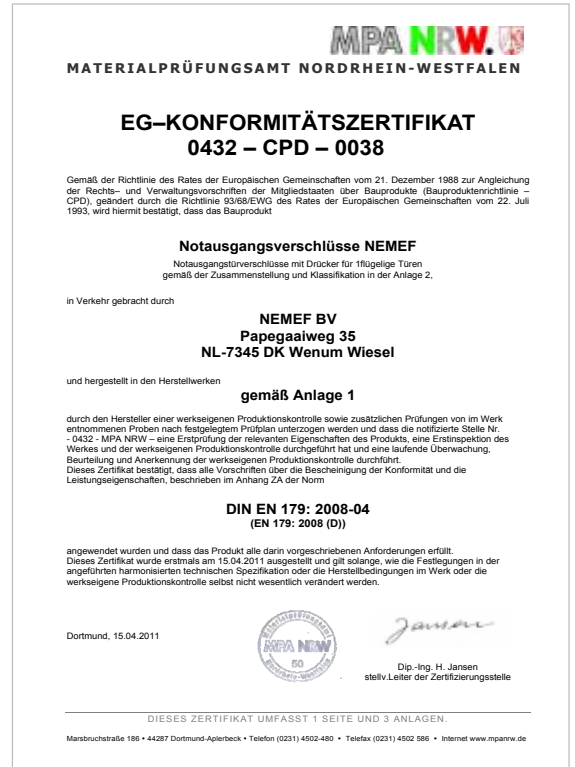 MPA NRW.
MATERIALPRÜFUNGSAMT NORDRHEIN-WESTFALEN
EG–KONFORMITÄTSZERTIFIKAT
0432 – CPD – 0038
Gemäß der Richtlinie des Rates der Europäischen Gemeinschaften vom 21. Dezember 1988 zur Angleichung
der Rechts– und Verwaltungsvorschriften der Mitgliedstaaten über Bauprodukte (Bauproduktenrichtlinie –
CPD), geändert durch die Richtlinie 93/68/EWG des Rates der Europäischen Gemeinschaften vom 22. Juli
1993, wird hiermit bestätigt, dass das Bauprodukt
Notausgangsverschlüsse NEMEF
Notausgangstürverschlüsse mit Drücker für 1flügelige Türen
gemäß der Zusammenstellung und Klassifikation in der Anlage 2,
in Verkehr gebracht durch
NEMEF BV
Papegaaiweg 35
NL-7345 DK Wenum Wiesel
und hergestellt in den Herstellwerken
gemäß Anlage 1
durch den Hersteller einer werkseigenen Produktionskontrolle sowie zusätzlichen Prüfungen von im Werk
entnommenen Proben nach festgelegtem Prüfplan unterzogen werden und dass die notifizierte Stelle Nr.
- 0432 - MPA NRW – eine Erstprüfung der relevanten Eigenschaften des Produkts, eine Erstinspektion des
Werkes und der werkseigenen Produktionskontrolle durchgeführt hat und eine laufende Überwachung,
Beurteilung und Anerkennung der werkseigenen Produktionskontrolle durchführt.
Dieses Zertifikat bestätigt, dass alle Vorschriften über die Bescheinigung der Konformität und die
Leistungseigenschaften, beschrieben im Anhang ZA der Norm
DIN EN 179: 2008-04
(EN 179: 2008 (D))
angewendet wurden und dass das Produkt alle darin vorgeschriebenen Anforderungen erfüllt.
Dieses Zertifikat wurde erstmals am 15.04.2011 ausgestellt und gilt solange, wie die Festlegungen in der
angeführten harmonisierten technischen Spezifikation oder die Herstellbedingungen im Werk oder die
werkseigene Produktionskontrolle selbst nicht wesentlich verändert werden.
Dortmund, 15.04.2011
Materialprüfungsamt
MPA NRW
50
Nordrhein-Westfalen
Jansen
Dip.-Ing. H. Jansen
stellv.Leiter der Zertifizierungsstelle
DIESES ZERTIFIKAT UMFASST 1 SEITE UND 3 ANLAGEN.
Marsbruchstraße 186 • 44287 Dortmund-Aplerbeck • Telefon (0231) 4502-480 • Telefax (0231) 4502 586 • Internet www.mpanrw.de